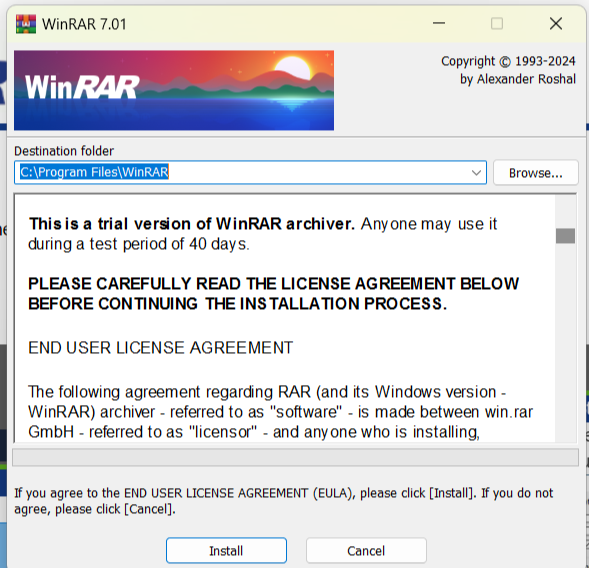 WinRAR 7.01
WinRAR
Copyright © 1993-2024
by Alexander Roshal
Destination folder
C:\Program Files\WinRAR
Browse...
This is a trial version of WinRAR archiver. Anyone may use it
during a test period of 40 days.
PLEASE CAREFULLY READ THE LICENSE AGREEMENT BELOW
BEFORE CONTINUING THE INSTALLATION PROCESS.
END USER LICENSE AGREEMENT
The following agreement regarding RAR (and its Windows version -
WinRAR) archiver - referred to as "software" - is made between win.rar
GmbH - referred to as "licensor" - and anyone who is installing,
If you agree to the END USER LICENSE AGREEMENT (EULA), please click [Install]. If you do not
agree, please click [Cancel].
Install
Cancel